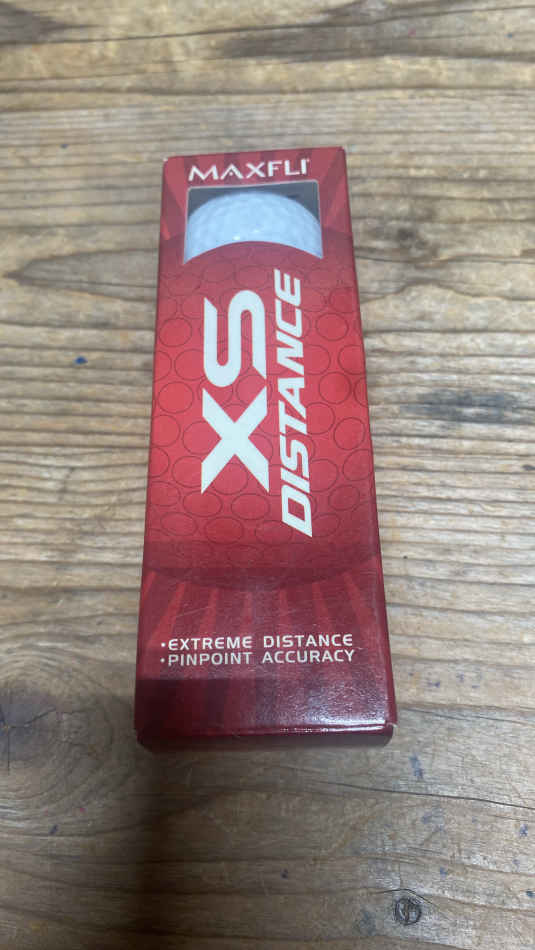 MAXFLI
XS
DISTANCE
•EXTREME DISTANCE
•PINPOINT ACCURACY